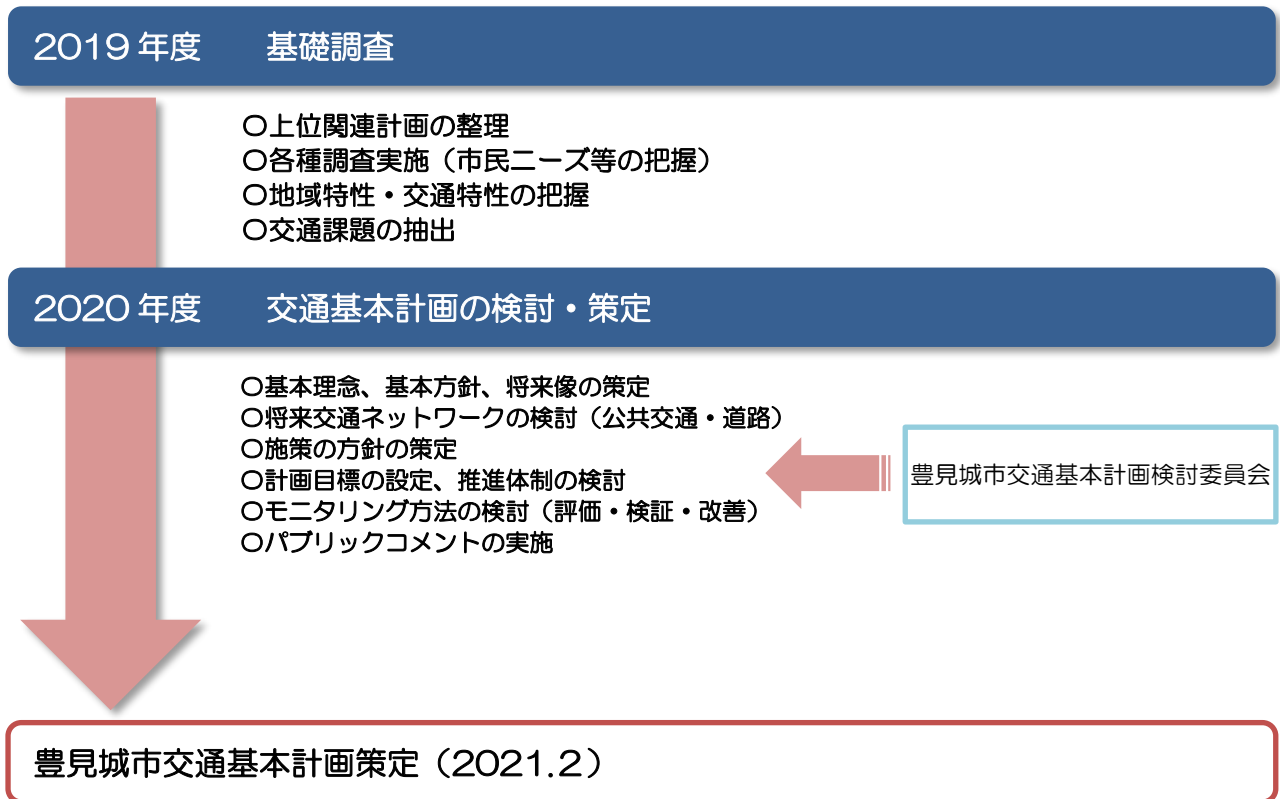 2019年度　　基礎調査
〇上位関連計画の整理
〇各種調査実施（市民ニーズ等の把握）
〇地域特性・交通特性の把握
〇交通課題の抽出
2020年度　　交通基本計画の検討・策定
〇基本理念、基本方針、将来像の策定
〇将来交通ネットワークの検討（公共交通・道路）
〇施策の方針の策定
〇計画目標の設定、推進体制の検討
〇モニタリング方法の検討（評価・検証・改善）
〇パブリックコメントの実施
豊見城市交通基本計画検討委員会
豊見城市交通基本計画策定（2021.2）